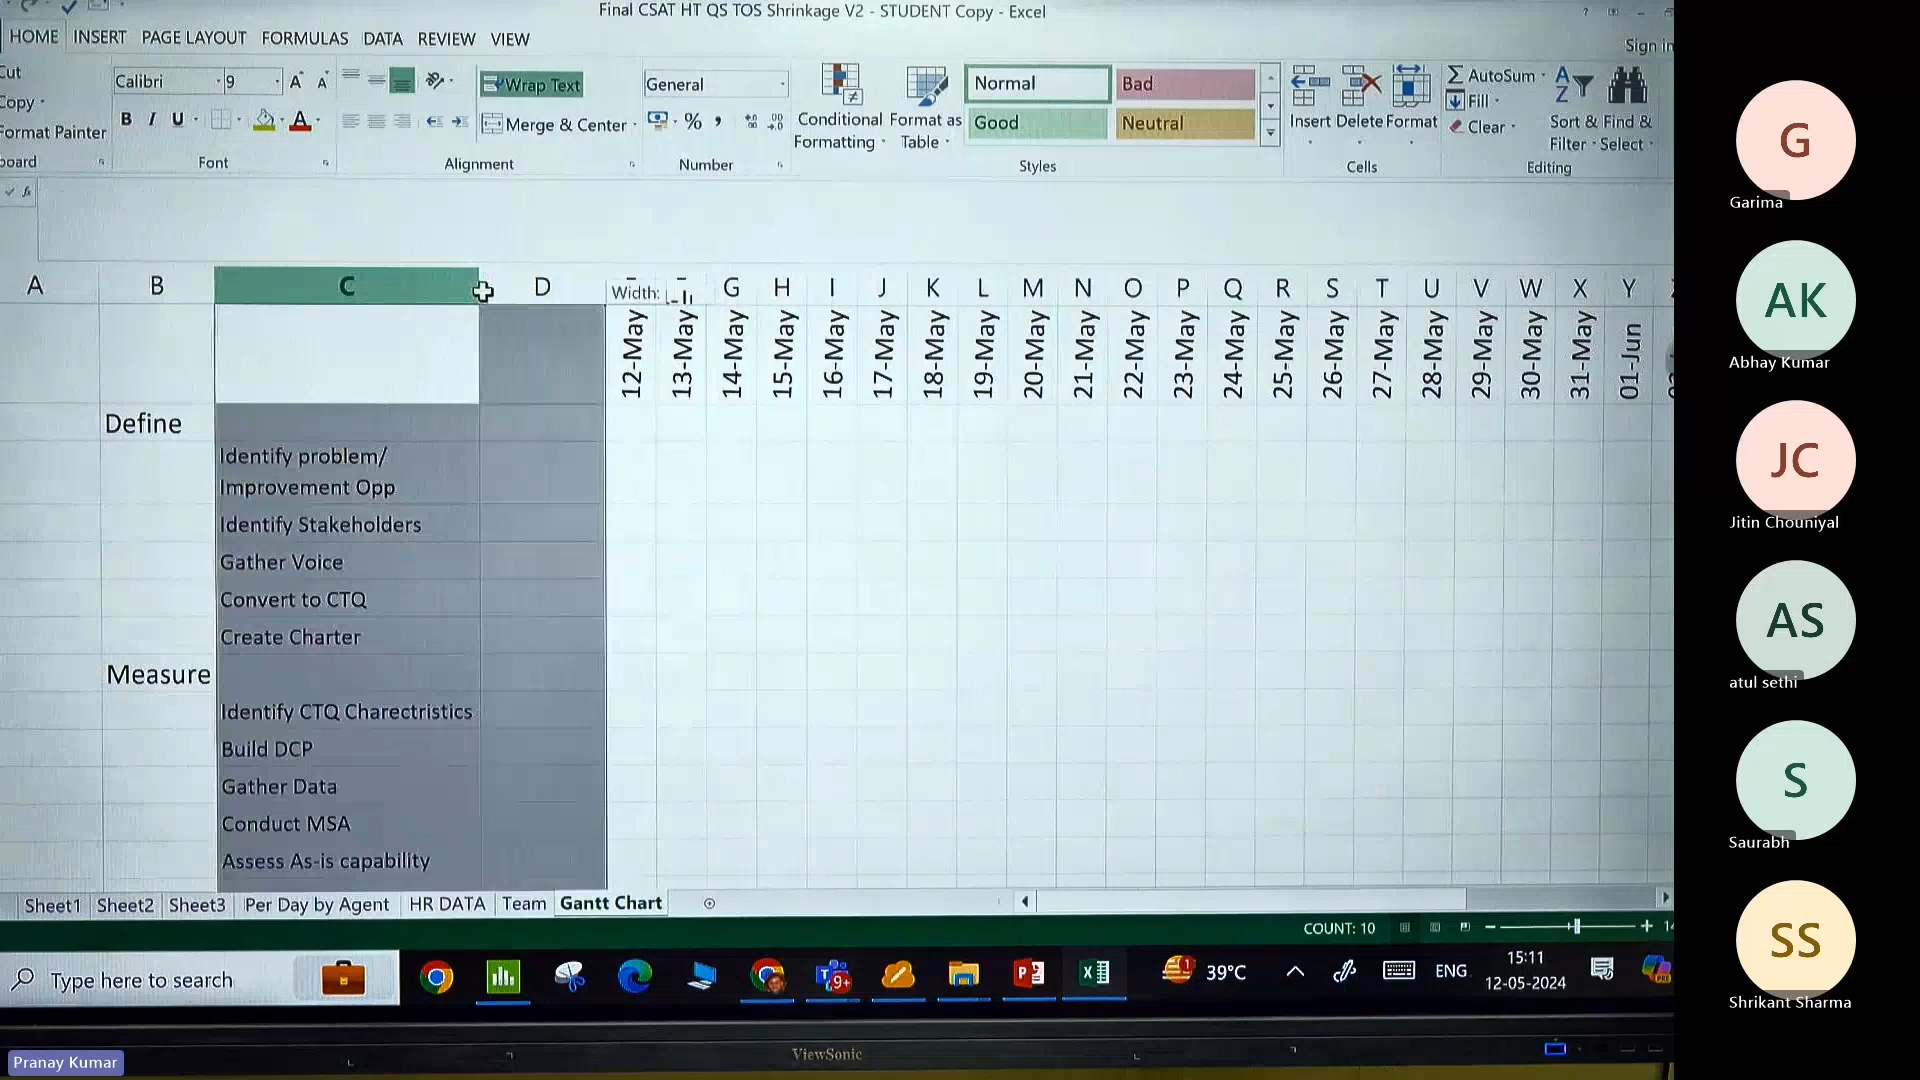 Final CSAT HT QS TOS Shrinkage V2 - STUDENT Copy - Excel
?
HOME INSERT PAGE LAYOUT FORMULAS DATA REVIEW VIEW
Sign in
Cut
Copy
Format Painter
board
Calibri 9
A A
B I U
A
Font
Wrap Text
Merge & Center
Alignment
General
% ,
Number
Conditional Formatting
Format as Table
Normal Bad
Good Neutral
Styles
Insert Delete Format
Cells
AutoSum
Fill
Clear
Sort & Filter
Find & Select
Editing
fx
A B C D Width: G H I J K L M N O P Q R S T U V W X Y
12-May 13-May 14-May 15-May 16-May 17-May 18-May 19-May 20-May 21-May 22-May 23-May 24-May 25-May 26-May 27-May 28-May 29-May 30-May 31-May 01-Jun
Define
Identify problem/
Improvement Opp
Identify Stakeholders
Gather Voice
Convert to CTQ
Create Charter
Measure
Identify CTQ Charectristics
Build DCP
Gather Data
Conduct MSA
Assess As-is capability
Sheet1 Sheet2 Sheet3 Per Day by Agent HR DATA Team Gantt Chart
COUNT: 10
Type here to search
9+
1
39°C
ENG
15:11
12-05-2024
ViewSonic
Pranay Kumar
G
Garima
AK
Abhay Kumar
JC
Jitin Chouniyal
AS
atul sethi
S
Saurabh
SS
Shrikant Sharma